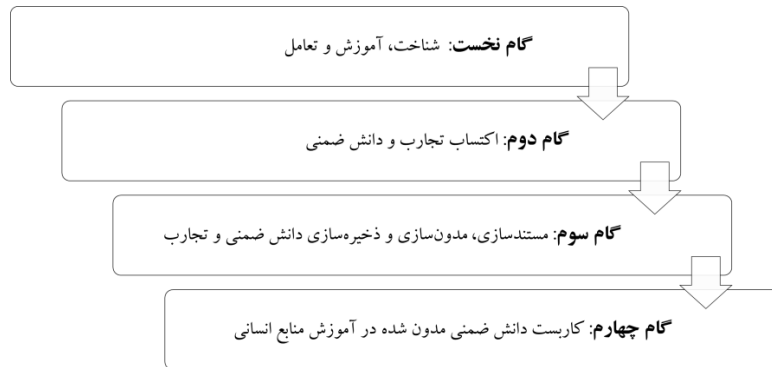 گام نخست: شناخت، آموزش و تعامل
گام دوم: اکتساب تجارب و دانش ضمنی
گام سوم: مستندسازی، مدون‌سازی و ذخیره‌سازی دانش ضمنی و تجارب
گام چهارم: کاربست دانش ضمنی مدون شده در آموزش منابع انسانی